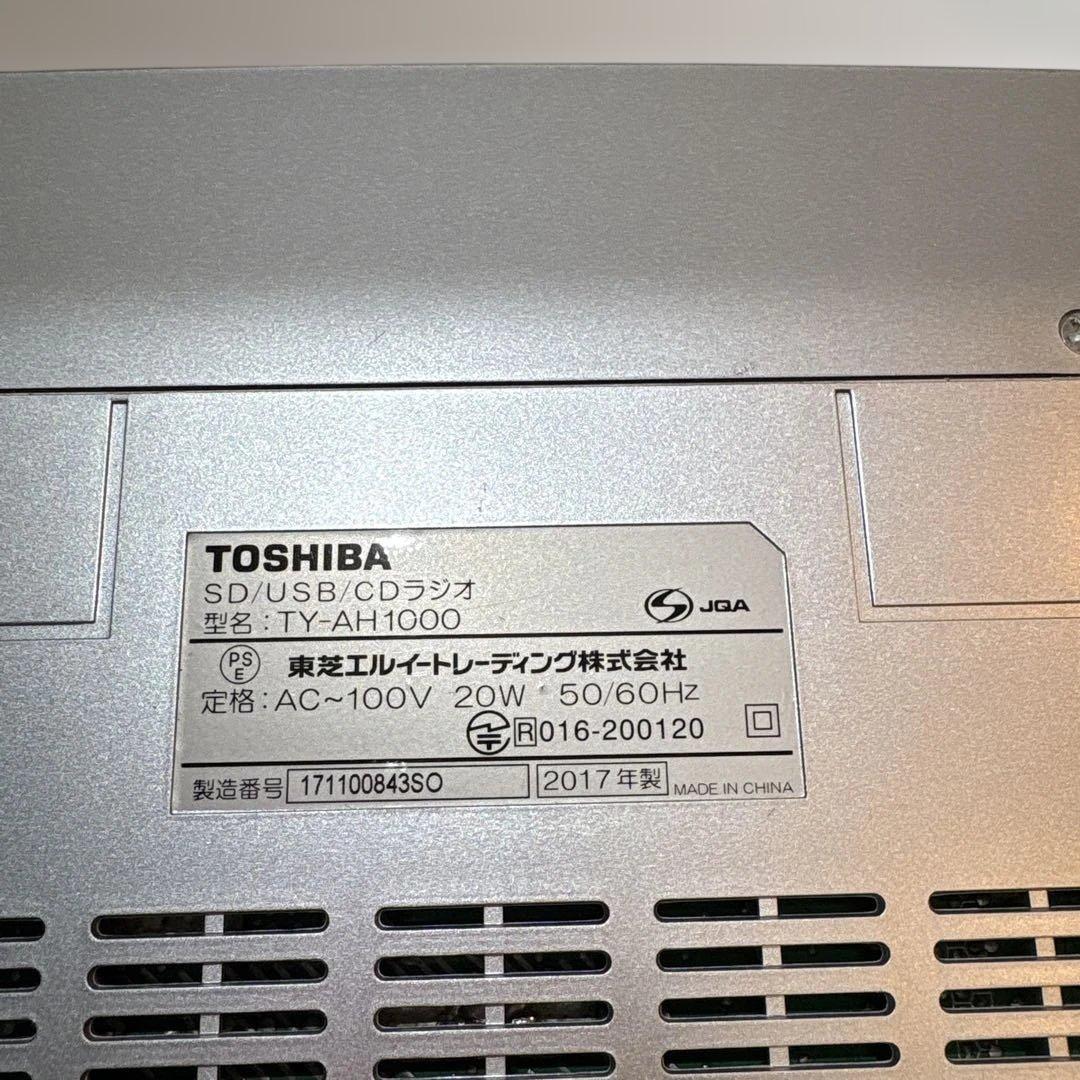 TOSHIBA
SD/USB/CDラジオ
型名：TY-AH1000
JQA
PSE
東芝エルイートレーディング株式会社
定格：AC～100V 20W 50/60Hz
R 016-200120
製造番号 171100843SO
2017年製
MADE IN CHINA